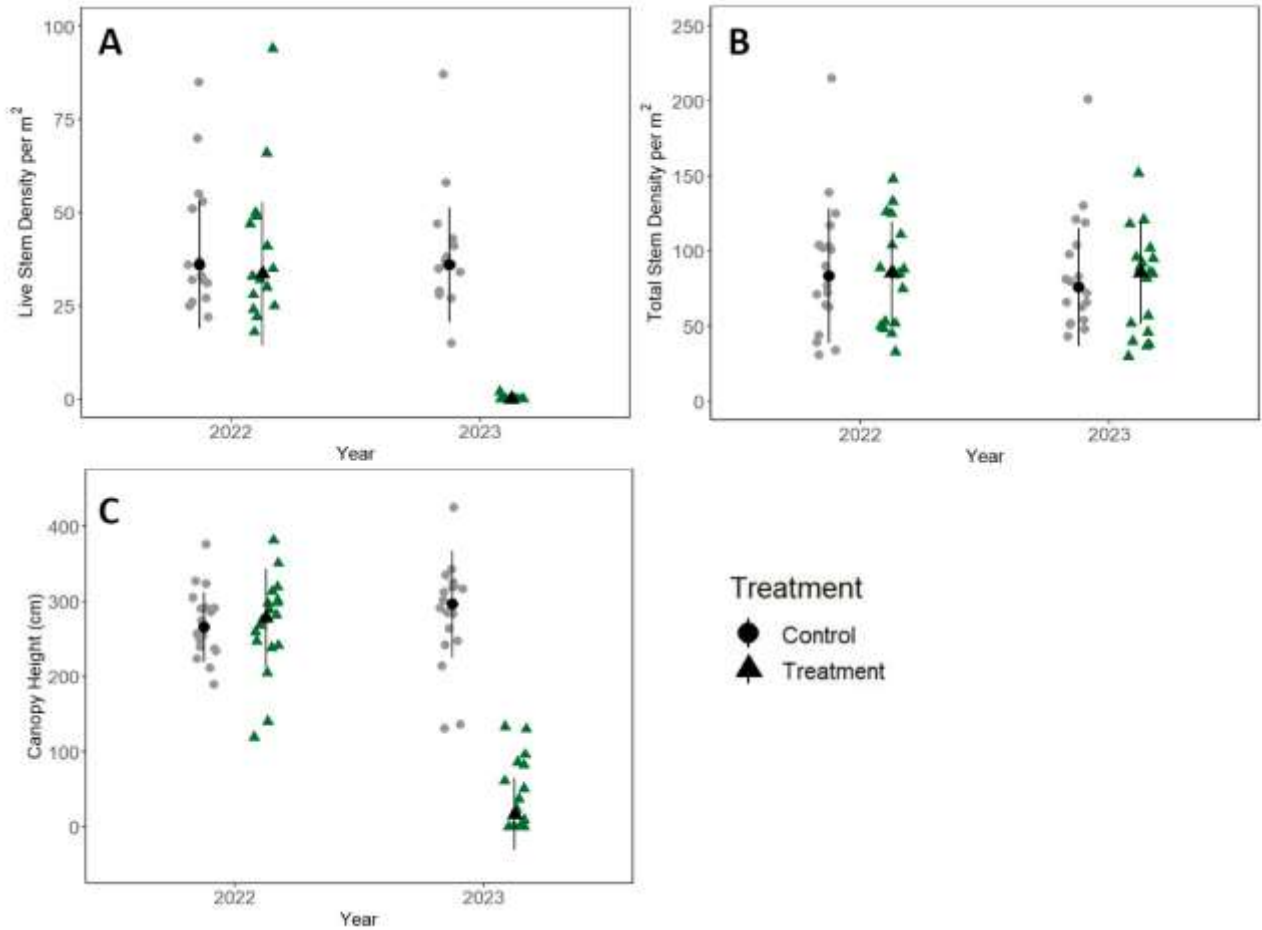 A
Live Stem Density per m²
100
75
50
25
0
2022
2023
Year
B
Total Stem Density per m²
250
200
150
100
50
0
2022
2023
Year
C
Canopy Height (cm)
400
300
200
100
0
2022
2023
Year
Treatment
Control
Treatment